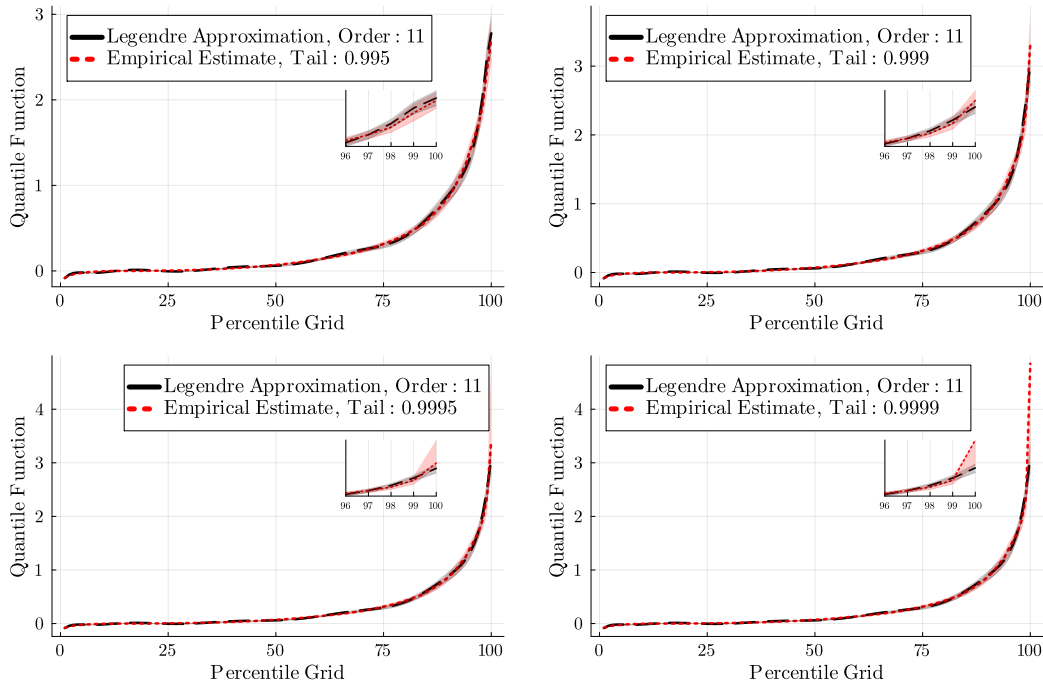 Legendre Approximation, Order : 11
Empirical Estimate, Tail : 0.995
Quantile Function
3
2
1
0
96 97 98 99 100
0 25 50 75 100
Percentile Grid
Legendre Approximation, Order : 11
Empirical Estimate, Tail : 0.999
Quantile Function
3
2
1
0
96 97 98 99 100
0 25 50 75 100
Percentile Grid
Legendre Approximation, Order : 11
Empirical Estimate, Tail : 0.9995
Quantile Function
4
3
2
1
0
96 97 98 99 100
0 25 50 75 100
Percentile Grid
Legendre Approximation, Order : 11
Empirical Estimate, Tail : 0.9999
Quantile Function
4
3
2
1
0
96 97 98 99 100
0 25 50 75 100
Percentile Grid